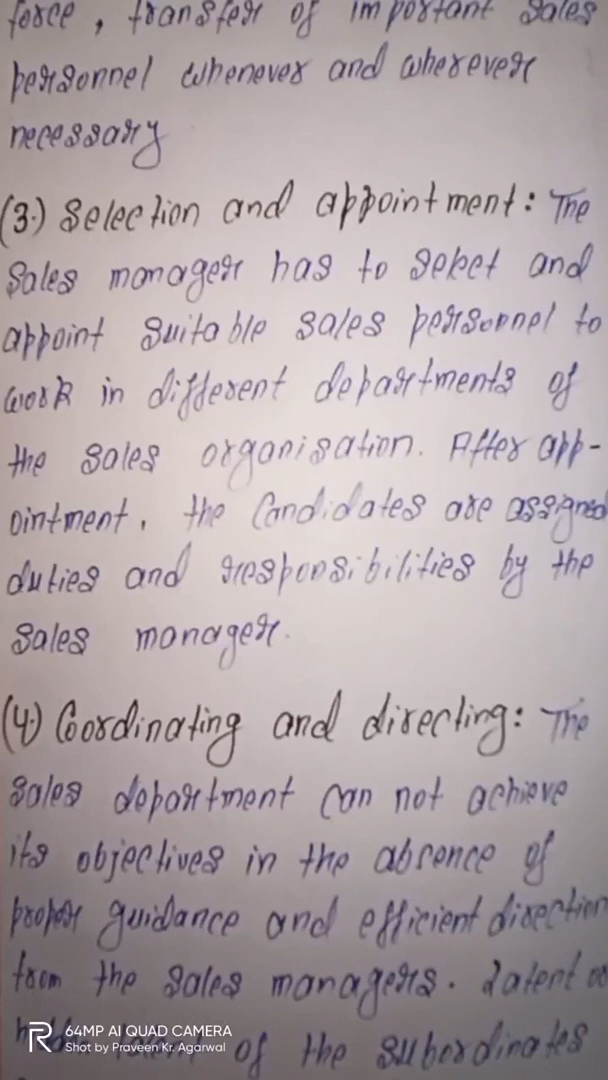 force, transfer of important sales
personnel whenever and wherever
necessary
(3.) Selection and appointment: The
Sales manager has to select and
appoint suitable sales personnel to
work in different departments of
the sales organisation. After app-
ointment, the Candidates are assigned
duties and responsibilities by the
sales manager.
(4.) Coordinating and directing: The
sales department can not achieve
its objectives in the absence of
proper guidance and efficient direction
from the sales managers. Latent or
of the subordinates
64MP AI QUAD CAMERA
Shot by Praveen Kr. Agarwal